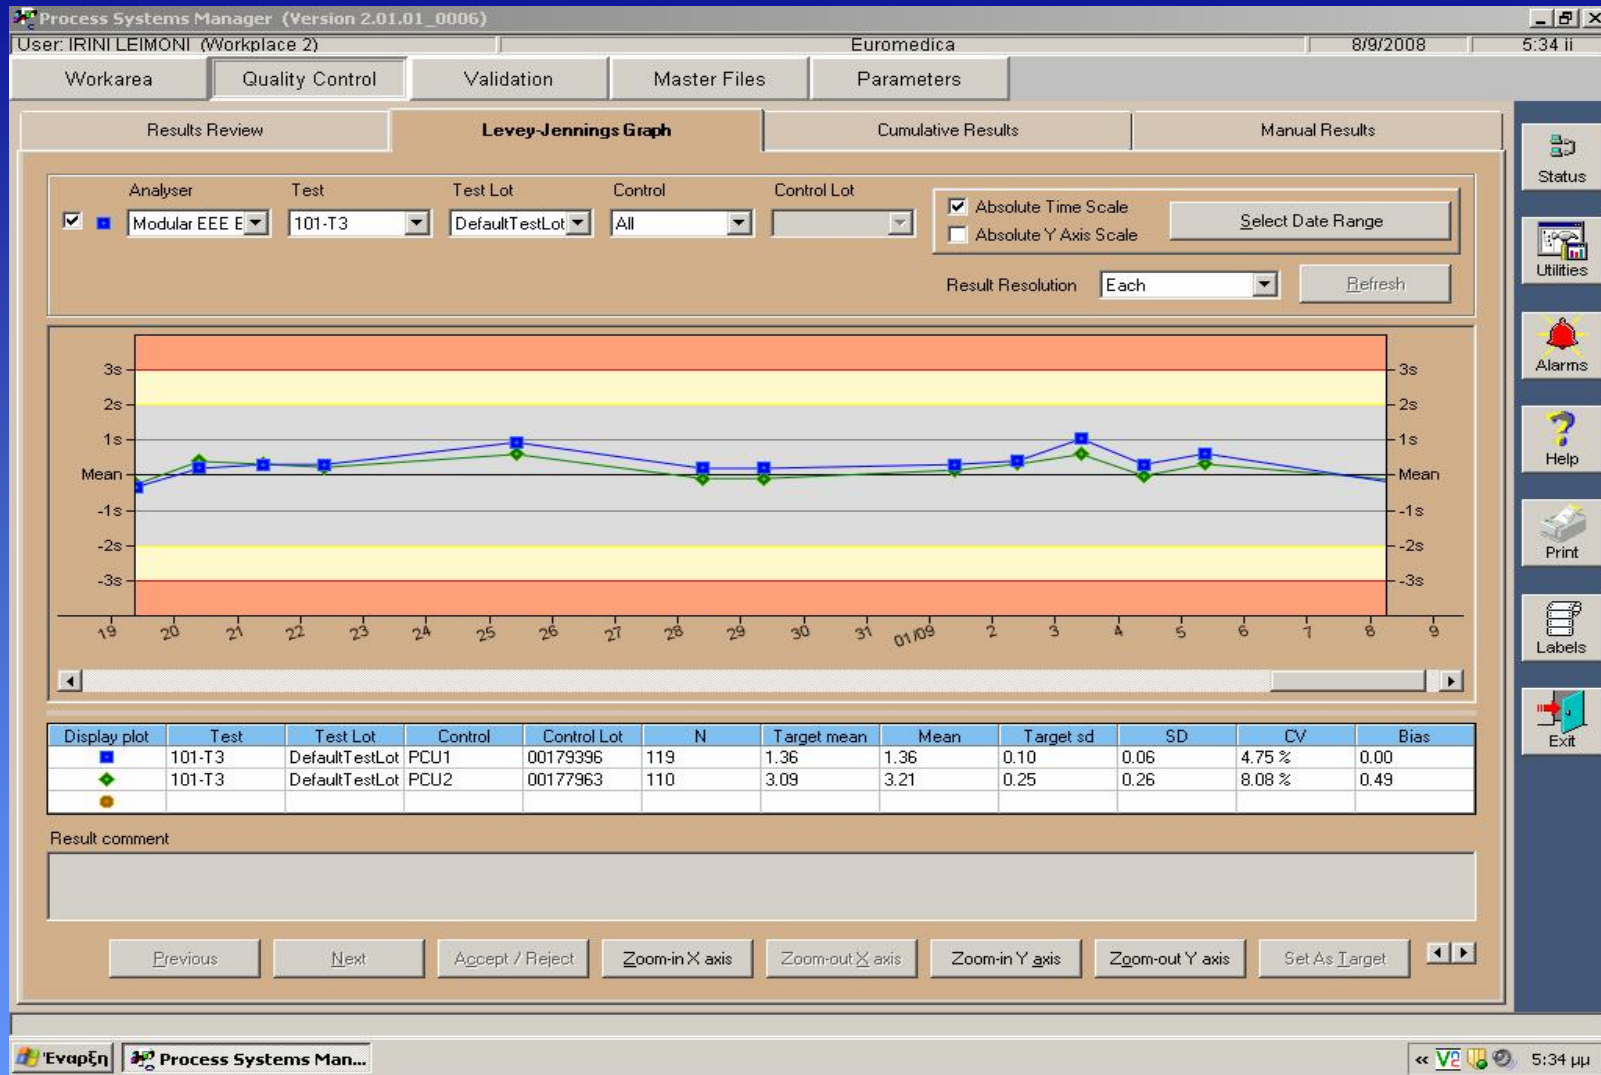 Process Systems Manager (Version 2.01.01_0006)
User: IRINI LEIMONI (Workplace 2) Euromedica 8/9/2008 5:34 ìì
Workarea Quality Control Validation Master Files Parameters
Results Review Levey-Jennings Graph Cumulative Results Manual Results
Analyser Test Test Lot Control Control Lot
Modular EEE E 101-T3 DefaultTestLot All
Absolute Time Scale
Absolute Y Axis Scale
Select Date Range
Result Resolution Each Refresh
3s 3s
2s 2s
1s 1s
Mean Mean
-1s -1s
-2s -2s
-3s -3s
19 20 21 22 23 24 25 26 27 28 29 30 31 01/09 2 3 4 5 6 7 8 9
Display plot Test Test Lot Control Control Lot N Target mean Mean Target sd SD CV Bias
101-T3 DefaultTestLot PCU1 00179396 119 1.36 1.36 0.10 0.06 4.75 % 0.00
101-T3 DefaultTestLot PCU2 00177963 110 3.09 3.21 0.25 0.26 8.08 % 0.49
Result comment
Previous Next Accept / Reject Zoom-in X axis Zoom-out X axis Zoom-in Y axis Zoom-out Y axis Set As Target
Status
Utilities
Alarms
Help
Print
Labels
Exit
Έναρξη Process Systems Man... « 5:34 μμ